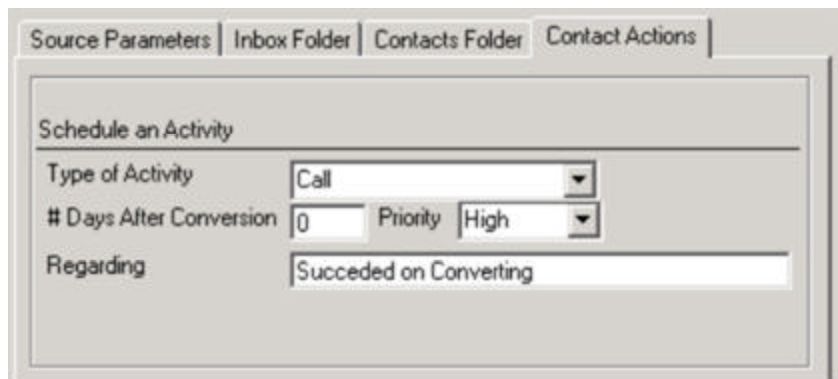 Source Parameters Inbox Folder Contacts Folder Contact Actions
Schedule an Activity
Type of Activity Call
# Days After Conversion 0 Priority High
Regarding Succeded on Converting